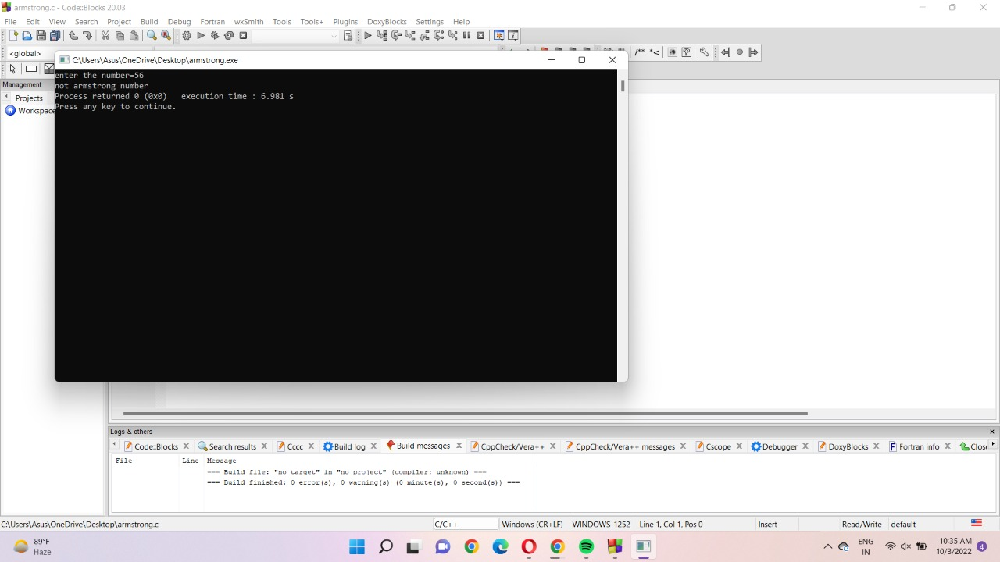 armstrong.c - Code::Blocks 20.03
File Edit View Search Project Build Debug Fortran wxSmith Tools Tools+ Plugins DoxyBlocks Settings Help
<global>
/** *<
C:\Users\Asus\OneDrive\Desktop\armstrong.exe
enter the number=56
not armstrong number
Process returned 0 (0x0)   execution time : 6.981 s
Press any key to continue.
Management
Projects
Workspace
Logs & others
Code::Blocks Search results Cccc Build log Build messages CppCheck/Vera++ CppCheck/Vera++ messages Cscope Debugger DoxyBlocks Fortran info Close
File Line Message
=== Build file: "no target" in "no project" (compiler: unknown) ===
=== Build finished: 0 error(s), 0 warning(s) (0 minute(s), 0 second(s)) ===
C:\Users\Asus\OneDrive\Desktop\armstrong.c C/C++ Windows (CR+LF) WINDOWS-1252 Line 1, Col 1, Pos 0 Insert Read/Write default
89°F
Haze
ENG
IN
10:35 AM
10/3/2022
4